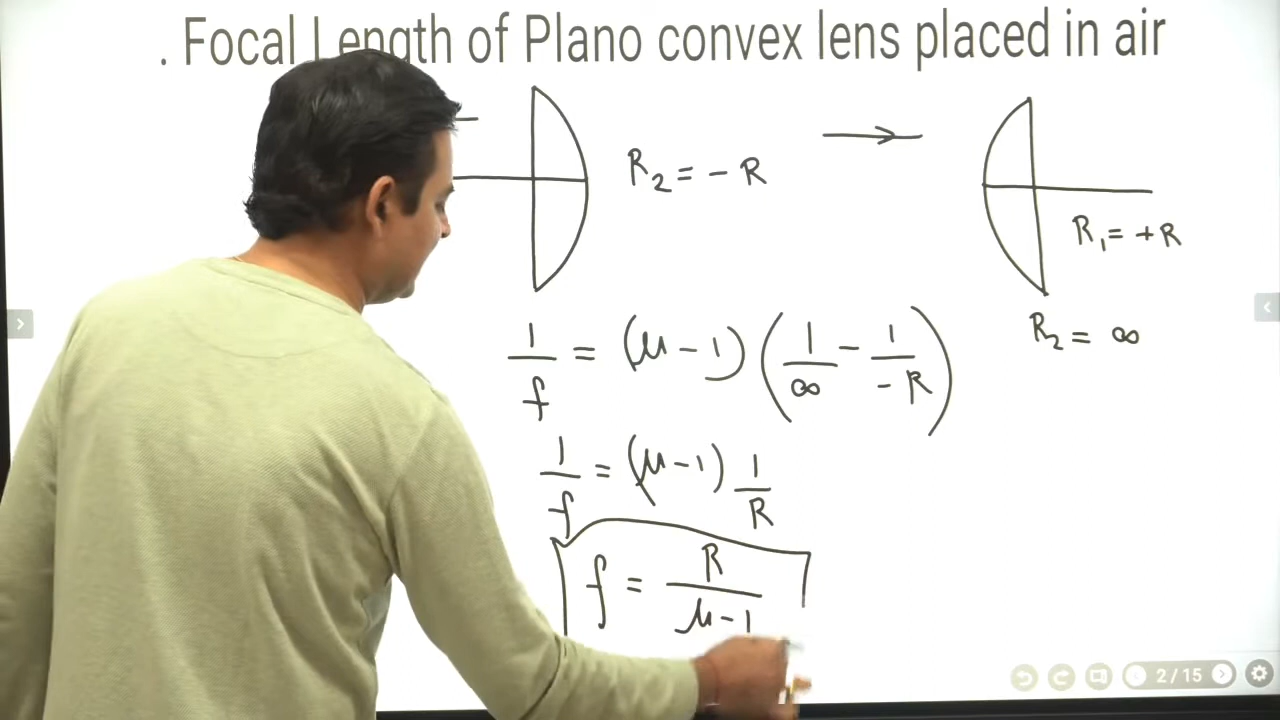 . Focal Length of Plano convex lens placed in air
R₂ = - R
R₁ = + R
R₂ = ∞
1/f = (μ - 1) (1/∞ - 1/-R)
1/f = (μ - 1) 1/R
f = R/μ - 1
2 / 15